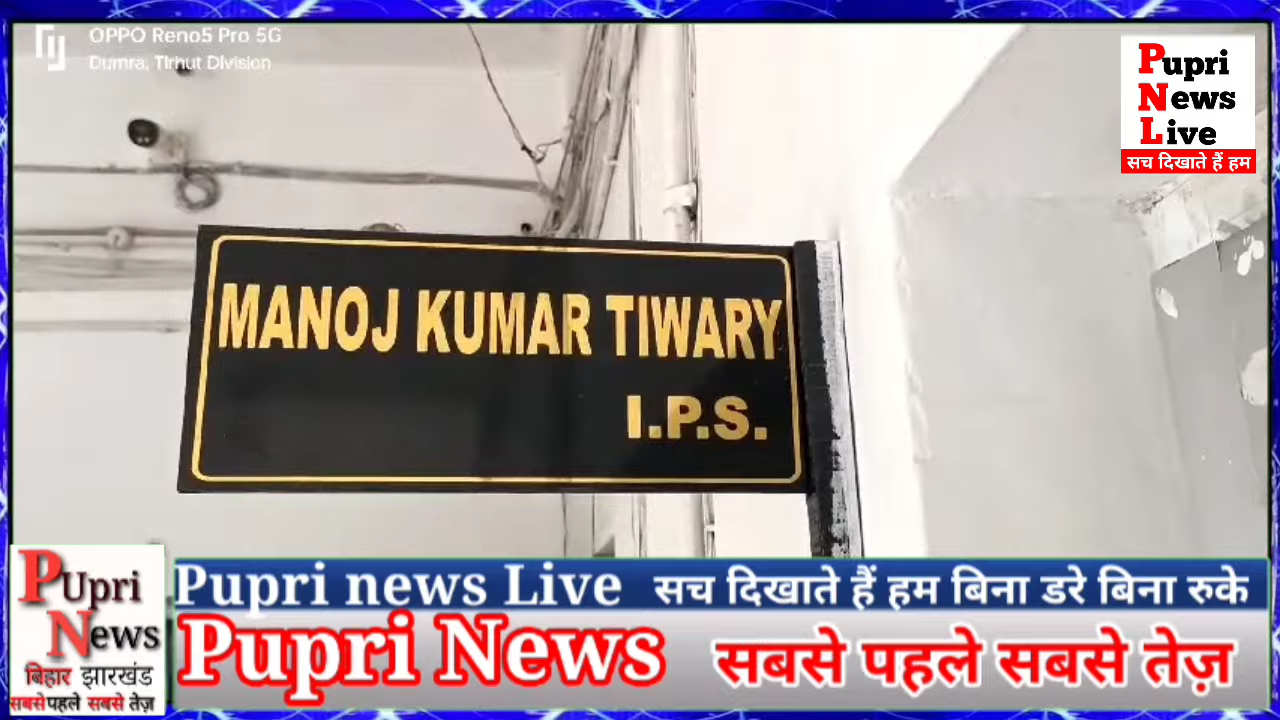 OPPO Reno5 Pro 5G
Dumra, Tirhut Division
Pupri
News
Live
सच दिखाते हैं हम
MANOJ KUMAR TIWARY
I.P.S.
PUpri
News
बिहार झारखंड
सबसे पहले सबसे तेज़
Pupri news Live सच दिखाते हैं हम बिना डरे बिना रुके
Pupri News सबसे पहले सबसे तेज़